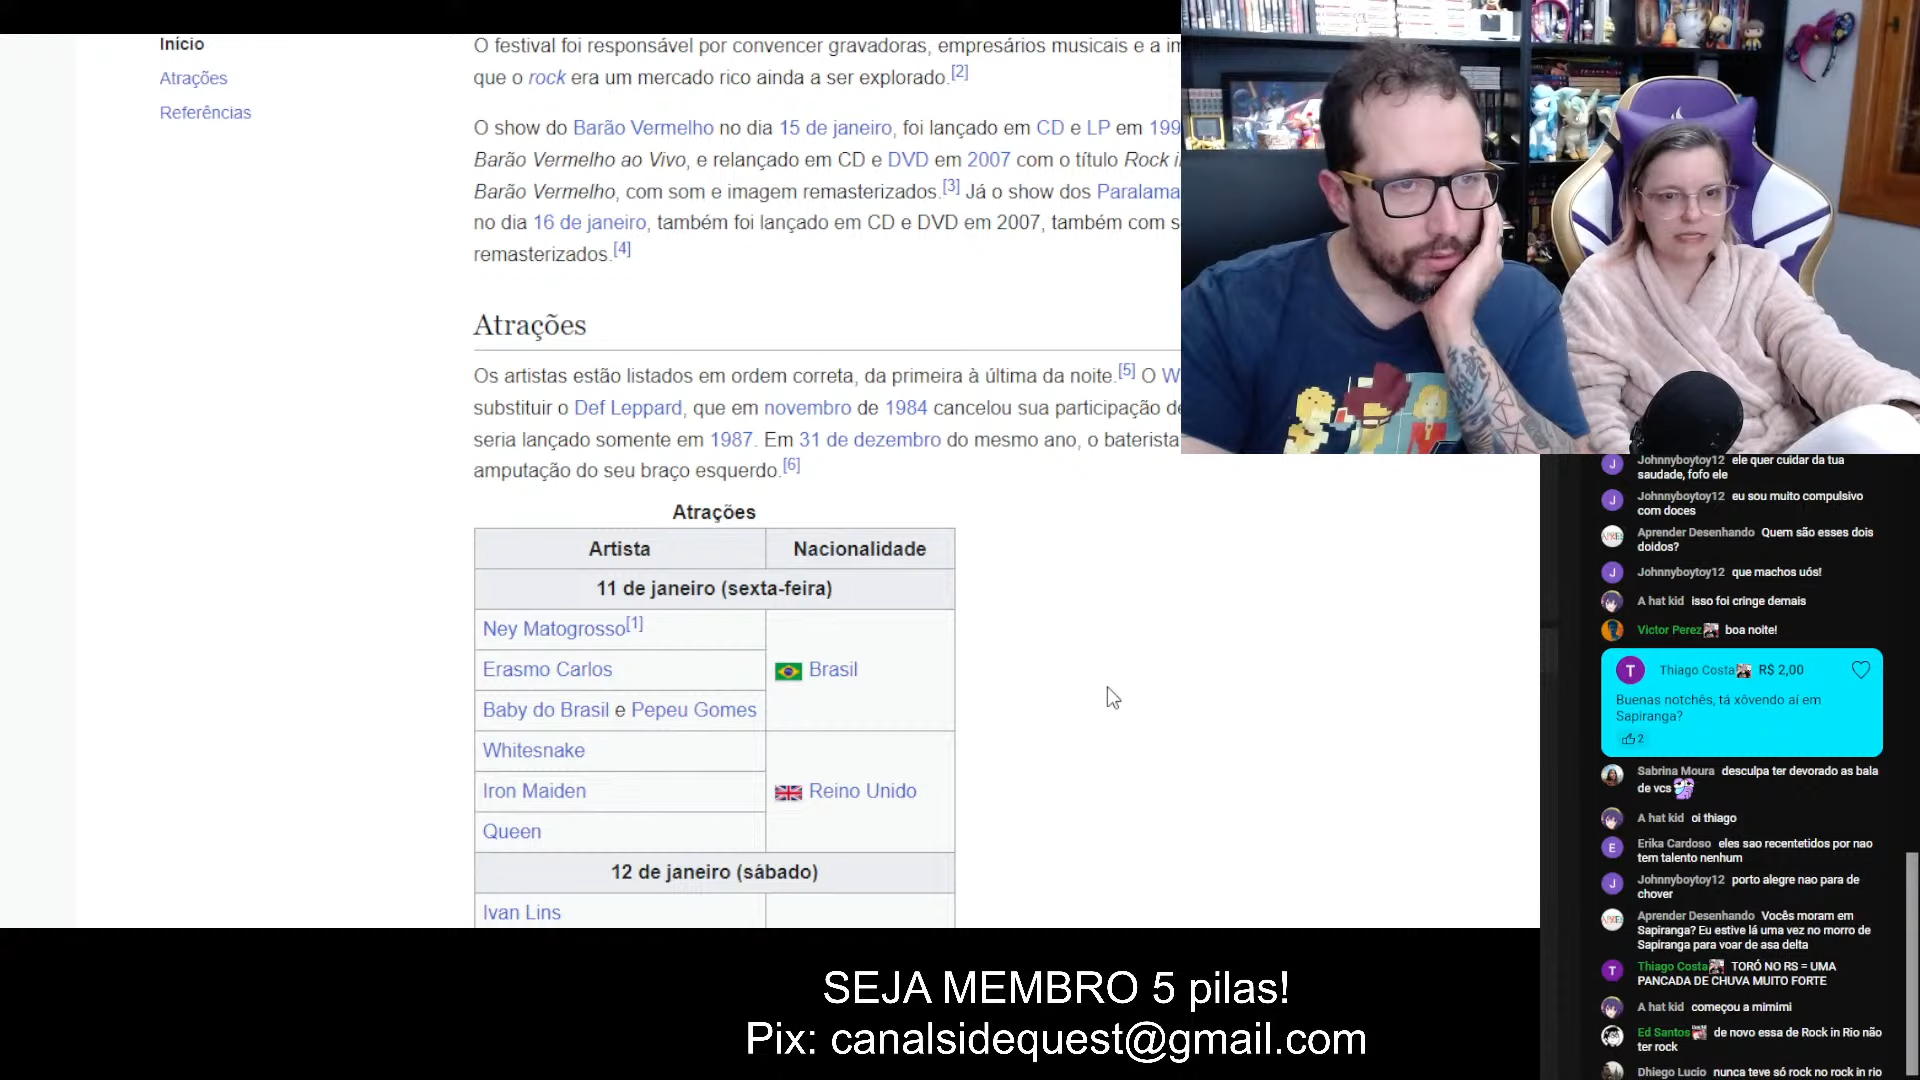 Início
Atrações
Referências
O festival foi responsável por convencer gravadoras, empresários musicais e a
que o rock era um mercado rico ainda a ser explorado.[2]
O show do Barão Vermelho no dia 15 de janeiro, foi lançado em CD e LP em 199
Barão Vermelho ao Vivo, e relançado em CD e DVD em 2007 com o título Rock i
Barão Vermelho, com som e imagem remasterizados.[3] Já o show dos Paralama
no dia 16 de janeiro, também foi lançado em CD e DVD em 2007, também com s
remasterizados.[4]
Atrações
Os artistas estão listados em ordem correta, da primeira à última da noite.[5] O W
substituir o Def Leppard, que em novembro de 1984 cancelou sua participação de
seria lançado somente em 1987. Em 31 de dezembro do mesmo ano, o baterista
amputação do seu braço esquerdo.[6]
Atrações
Artista Nacionalidade
11 de janeiro (sexta-feira)
Ney Matogrosso[1]
Erasmo Carlos
Brasil
Baby do Brasil e Pepeu Gomes
Whitesnake
Iron Maiden
Reino Unido
Queen
12 de janeiro (sábado)
Ivan Lins
Johnnyboytoy12 ele quer cuidar da tua
saudade, fofo ele
Johnnyboytoy12 eu sou muito compulsivo
com doces
Aprender Desenhando Quem são esses dois
doidos?
Johnnyboytoy12 que machos uós!
A hat kid isso foi cringe demais
Victor Perez boa noite!
T Thiago Costa R$ 2,00
Buenas notchês, tá xôvendo aí em
Sapiranga?
2
Sabrina Moura desculpa ter devorado as bala
de vcs
A hat kid oi thiago
Erika Cardoso eles sao recentetidos por nao
tem talento nenhum
Johnnyboytoy12 porto alegre nao para de
chover
Aprender Desenhando Vocês moram em
Sapiranga? Eu estive lá uma vez no morro de
Sapiranga para voar de asa delta
Thiago Costa TORÓ NO RS = UMA
PANCADA DE CHUVA MUITO FORTE
A hat kid começou a mimimi
Ed Santos de novo essa de Rock in Rio não
ter rock
Dhiego Lucio nunca teve só rock no rock in rio
SEJA MEMBRO 5 pilas!
Pix: canalsidequest@gmail.com